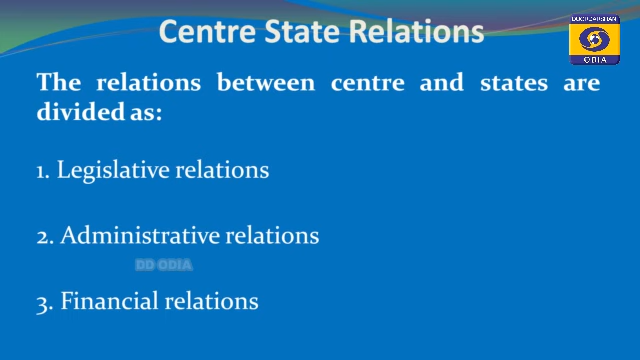 Centre State Relations
DOORDARSHAN
ODIA
The relations between centre and states are
divided as:
1. Legislative relations
2. Administrative relations
DD ODIA
3. Financial relations